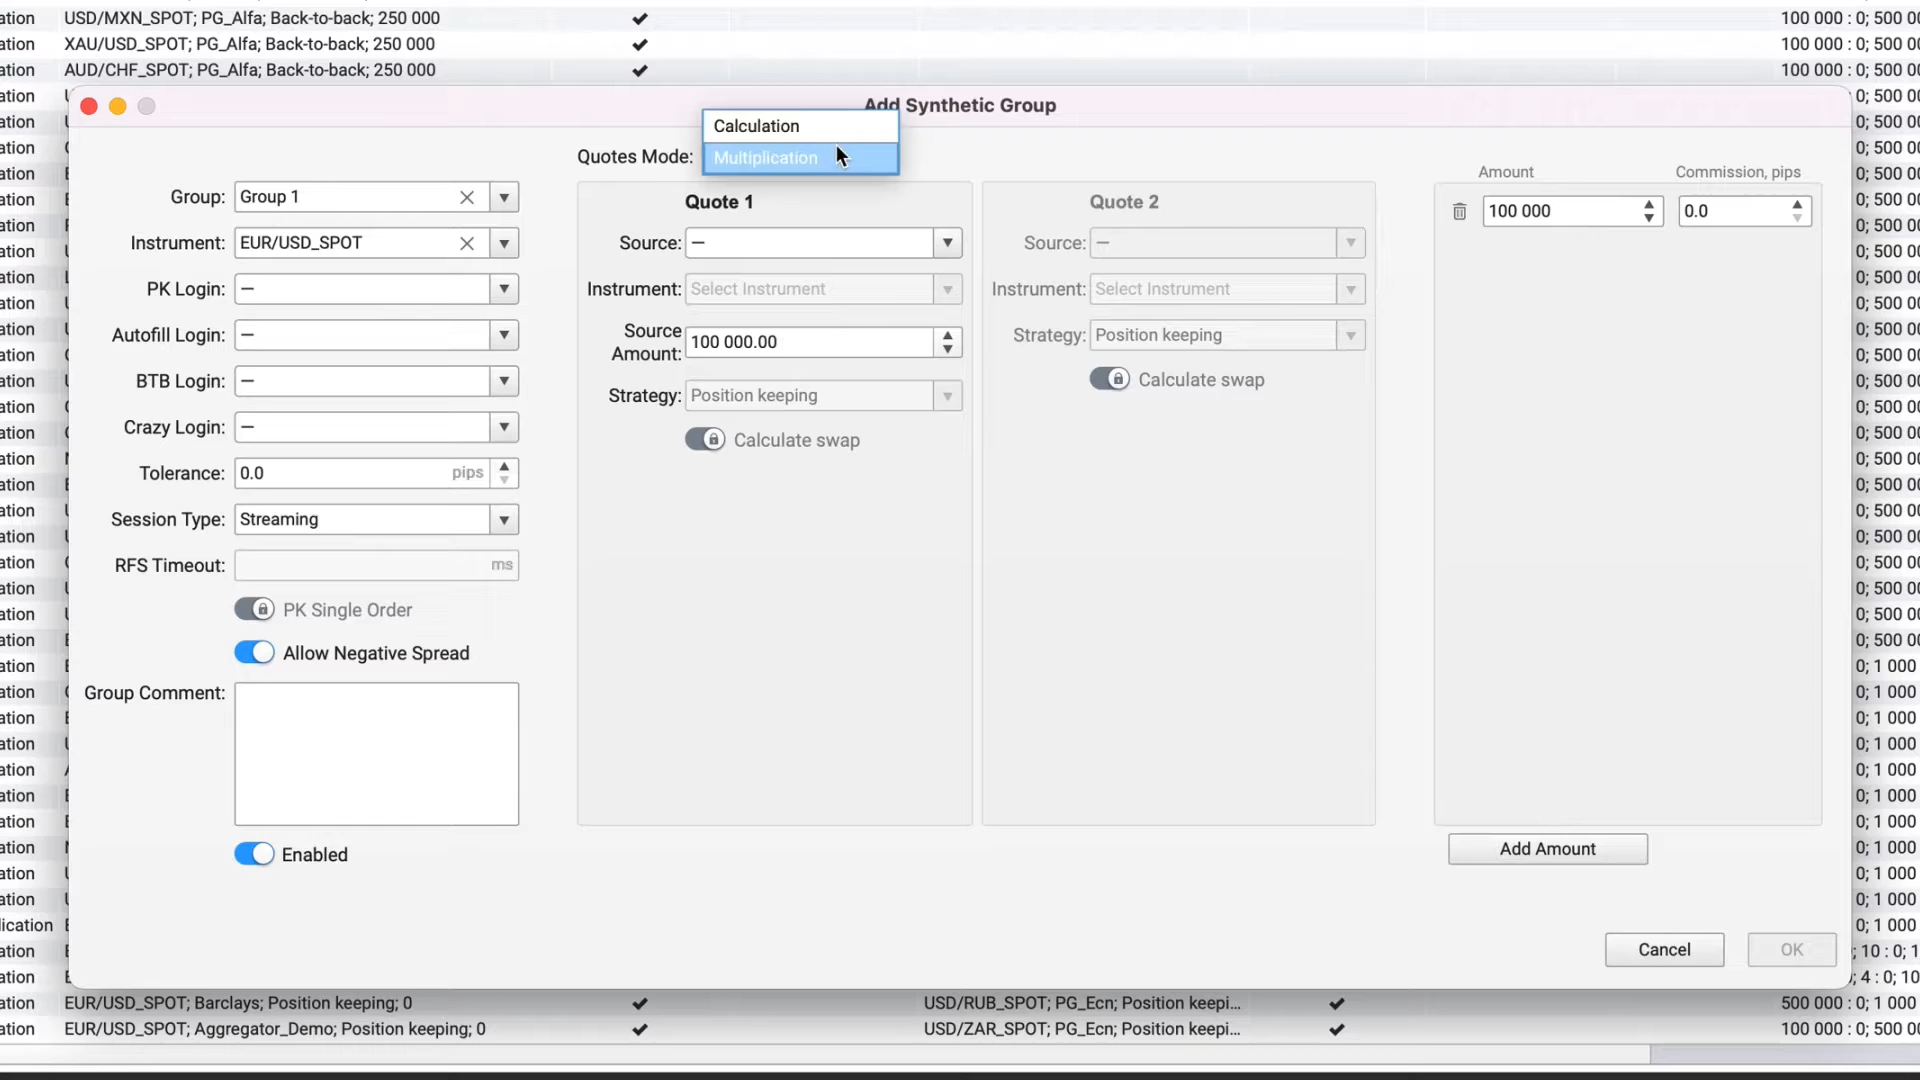 ation USD/MXN_SPOT; PG_Alfa; Back-to-back; 250 000 100 000 : 0; 500 00
ation XAU/USD_SPOT; PG_Alfa; Back-to-back; 250 000 100 000 : 0; 500 00
ation AUD/CHF_SPOT; PG_Alfa; Back-to-back; 250 000 100 000 : 0; 500 00
Add Synthetic Group
Calculation
Quotes Mode: Multiplication
Amount Commission, pips
Group: Group 1
Quote 1
Quote 2
100 000 0.0
Instrument: EUR/USD_SPOT
Source: –
Source: –
PK Login: –
Instrument: Select Instrument
Instrument: Select Instrument
Autofill Login: –
Source Amount: 100 000.00
Strategy: Position keeping
BTB Login: –
Strategy: Position keeping
Calculate swap
Crazy Login: –
Calculate swap
Tolerance: 0.0 pips
Session Type: Streaming
RFS Timeout: ms
PK Single Order
Allow Negative Spread
Group Comment:
Enabled
Add Amount
Cancel OK
ation EUR/USD_SPOT; Barclays; Position keeping; 0 USD/RUB_SPOT; PG_Ecn; Position keepi... 500 000 : 0; 1 000
ation EUR/USD_SPOT; Aggregator_Demo; Position keeping; 0 USD/ZAR_SPOT; PG_Ecn; Position keepi... 100 000 : 0; 500 00